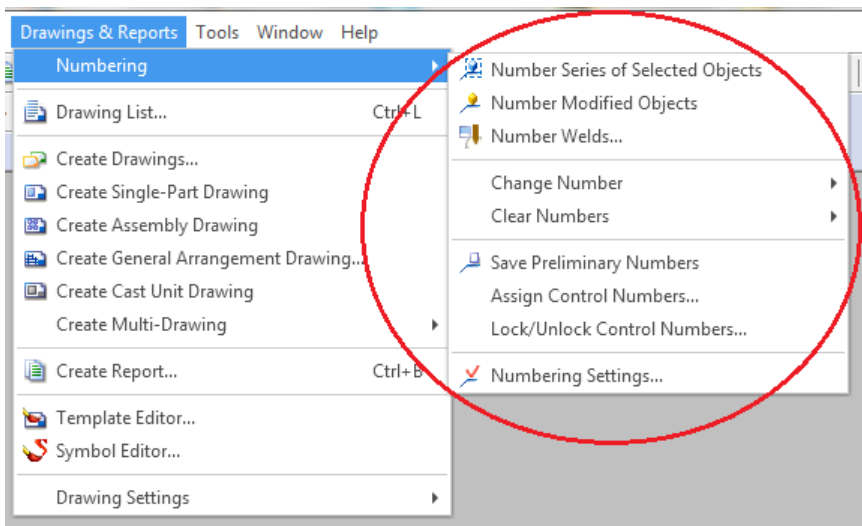 Drawings & Reports Tools Window Help
Numbering
Drawing List... Ctrl+L
Create Drawings...
Create Single-Part Drawing
Create Assembly Drawing
Create General Arrangement Drawing...
Create Cast Unit Drawing
Create Multi-Drawing
Create Report... Ctrl+B
Template Editor...
Symbol Editor...
Drawing Settings
Number Series of Selected Objects
Number Modified Objects
Number Welds...
Change Number
Clear Numbers
Save Preliminary Numbers
Assign Control Numbers...
Lock/Unlock Control Numbers...
Numbering Settings...